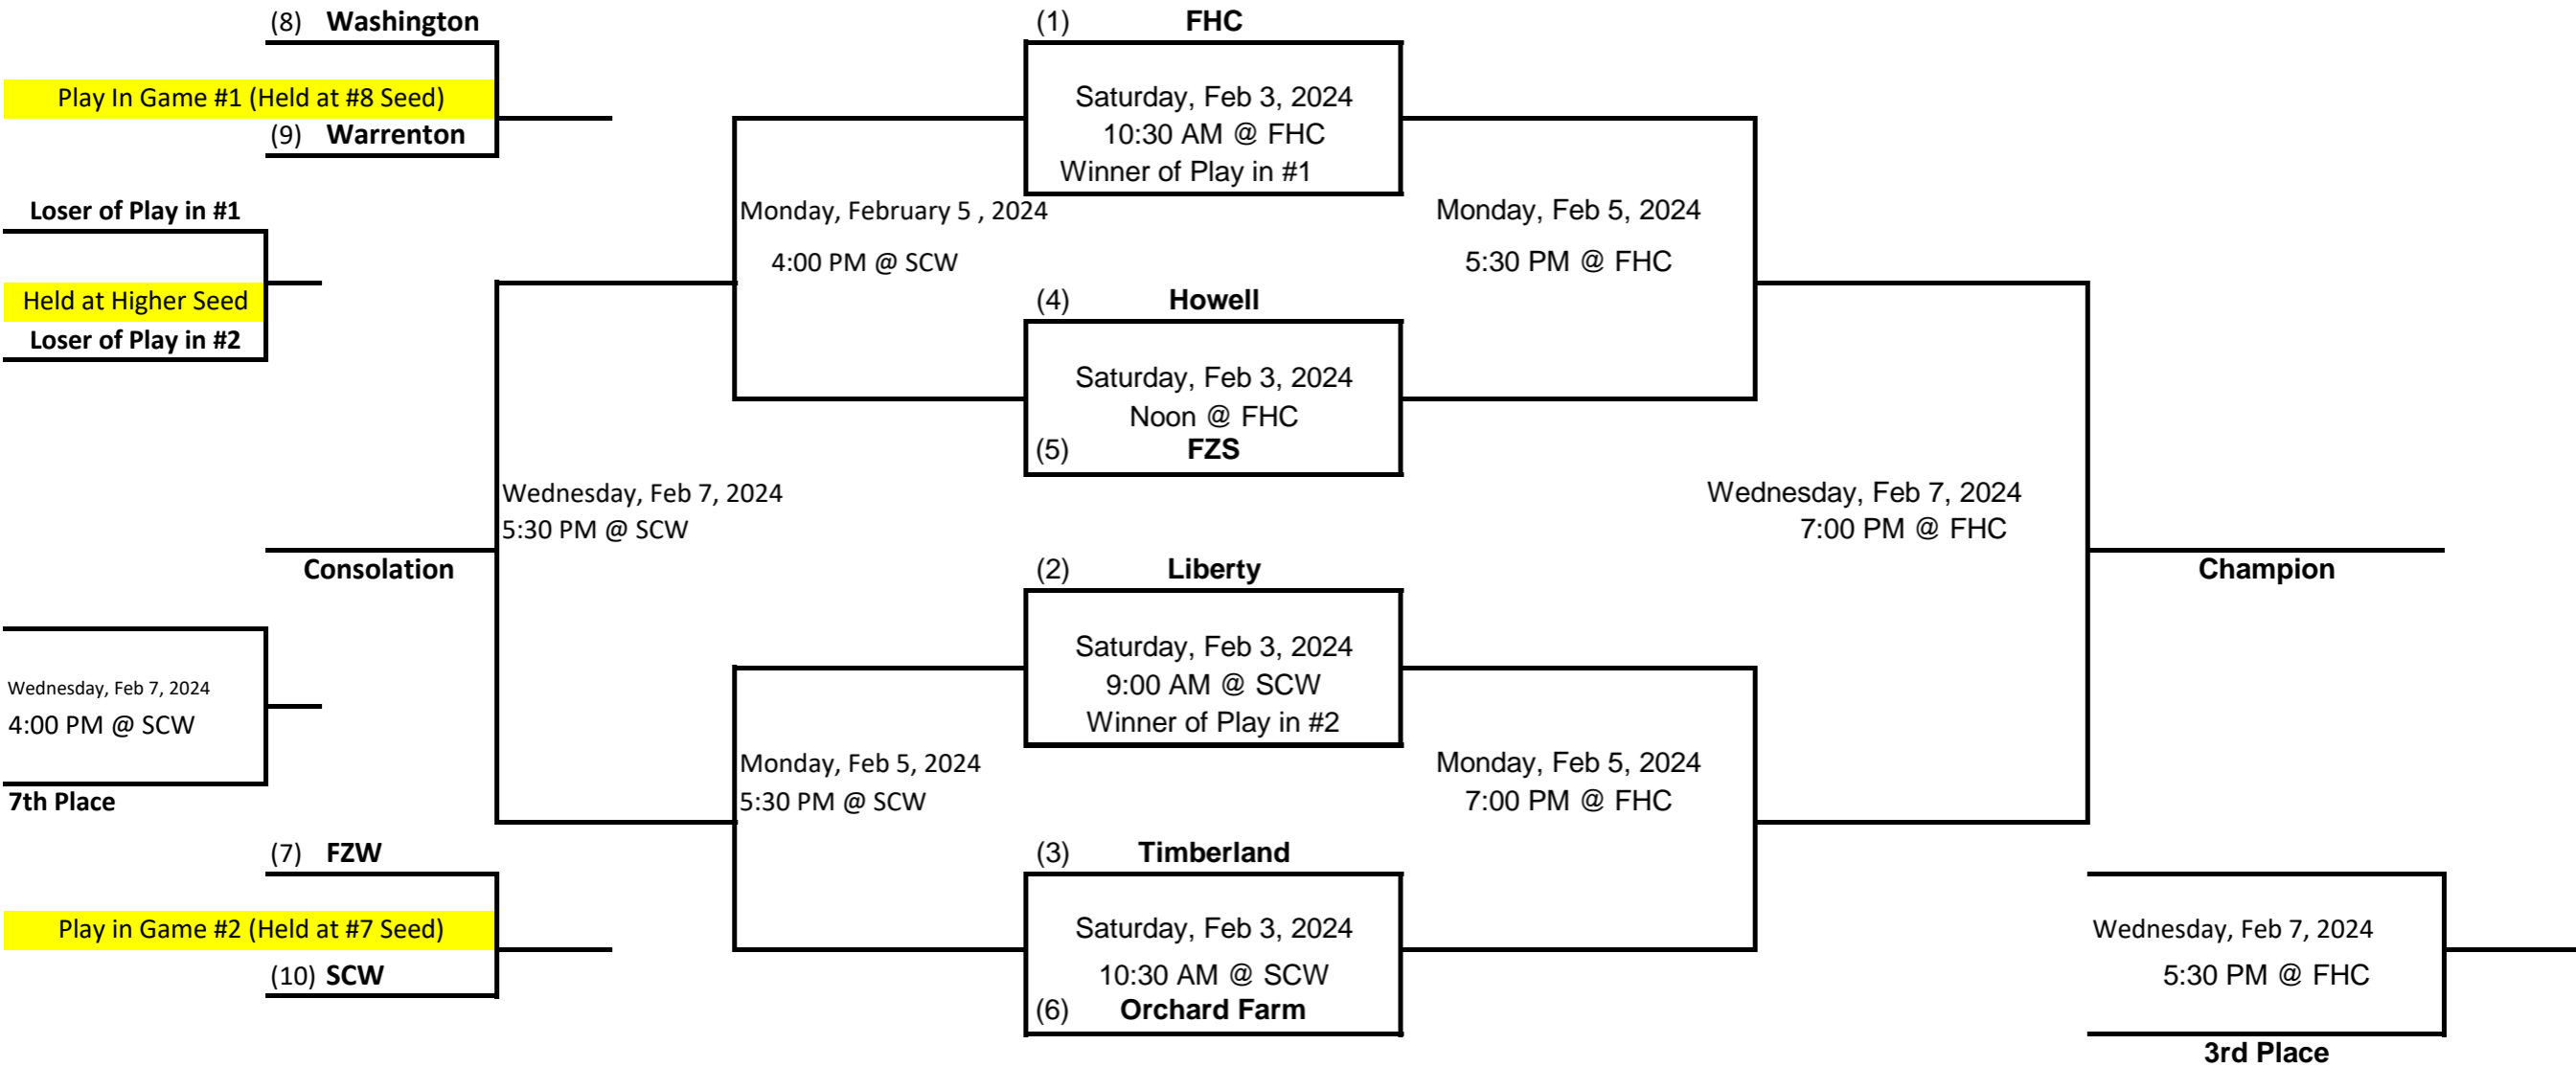 (8) Washington
Play In Game #1 (Held at #8 Seed)
(9) Warrenton
Loser of Play in #1
Held at Higher Seed
Loser of Play in #2
Wednesday, Feb 7, 2024
5:30 PM @ SCW
Consolation
Wednesday, Feb 7, 2024
4:00 PM @ SCW
7th Place
(7) FZW
Play in Game #2 (Held at #7 Seed)
(10) SCW
Monday, February 5 , 2024
4:00 PM @ SCW
Monday, Feb 5, 2024
5:30 PM @ SCW
(1) FHC
Saturday, Feb 3, 2024
10:30 AM @ FHC
Winner of Play in #1
(4) Howell
Saturday, Feb 3, 2024
Noon @ FHC
(5) FZS
(2) Liberty
Saturday, Feb 3, 2024
9:00 AM @ SCW
Winner of Play in #2
(3) Timberland
Saturday, Feb 3, 2024
10:30 AM @ SCW
(6) Orchard Farm
Monday, Feb 5, 2024
5:30 PM @ FHC
Monday, Feb 5, 2024
7:00 PM @ FHC
Wednesday, Feb 7, 2024
7:00 PM @ FHC
Champion
Wednesday, Feb 7, 2024
5:30 PM @ FHC
3rd Place